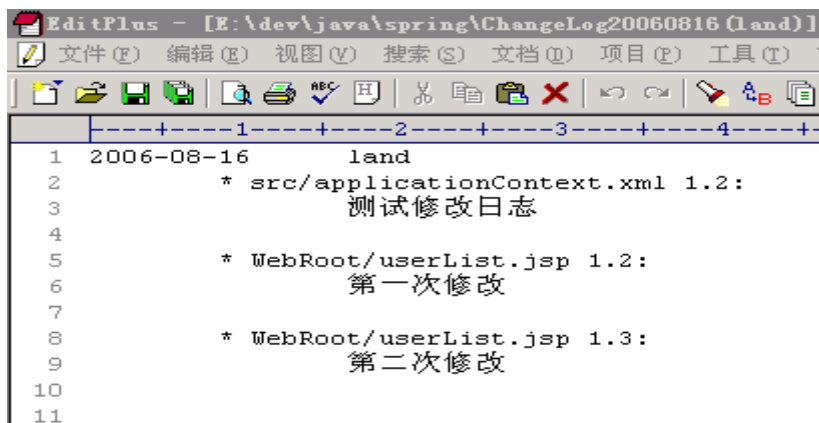 EditPlus - [E:\dev\java\spring\ChangeLog20060816(land)]
文件(F) 编辑(E) 视图(V) 搜索(S) 文档(D) 项目(P) 工具(T)
----+----1----+----2----+----3----+----4----+-
1 2006-08-16 land
2 * src/applicationContext.xml 1.2:
3 测试修改日志
4
5 * WebRoot/userList.jsp 1.2:
6 第一次修改
7
8 * WebRoot/userList.jsp 1.3:
9 第二次修改
10
11